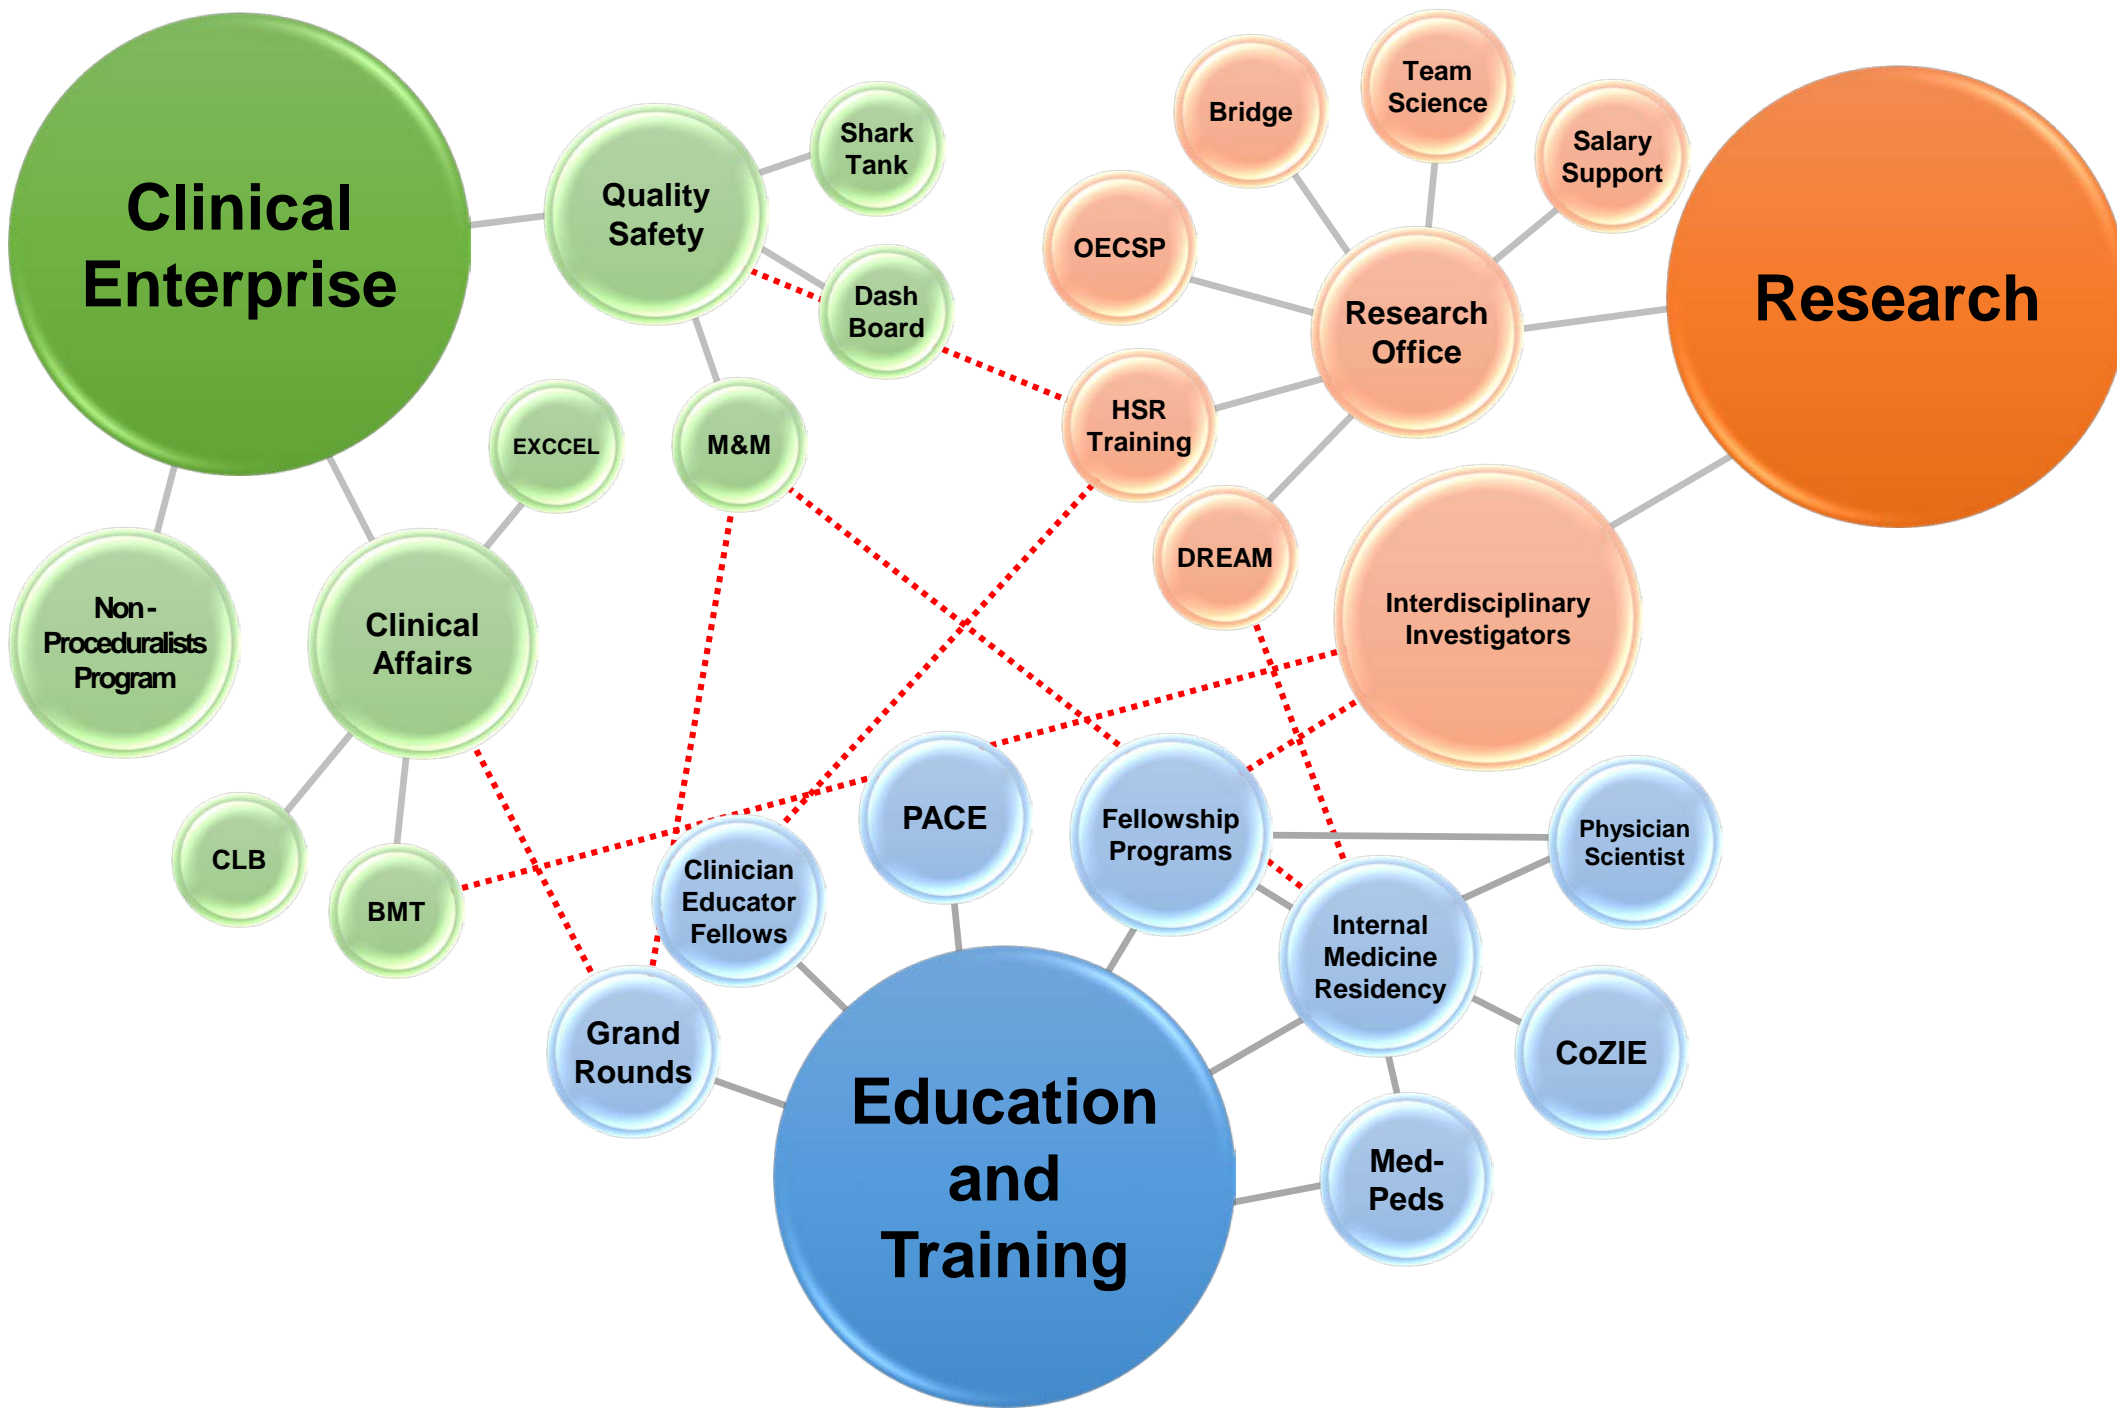 Clinical
Enterprise
Quality
Safety
Shark
Tank
Dash
Board
M&M
EXCCEL
Non-
Proceduralists
Program
Clinical
Affairs
CLB
BMT
Bridge
Team
Science
Salary
Support
OECSP
Research
Office
Research
HSR
Training
DREAM
Interdisciplinary
Investigators
PACE
Fellowship
Programs
Physician
Scientist
Clinician
Educator
Fellows
Internal
Medicine
Residency
Grand
Rounds
CoZIE
Education
and
Training
Med-
Peds